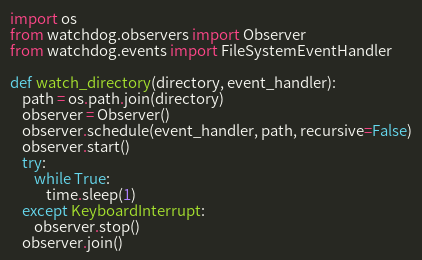 import os
from watchdog.observers import Observer
from watchdog.events import FileSystemEventHandler

def watch_directory(directory, event_handler):
    path = os.path.join(directory)
    observer = Observer()
    observer.schedule(event_handler, path, recursive=False)
    observer.start()
    try:
        while True:
            time.sleep(1)
    except KeyboardInterrupt:
        observer.stop()
    observer.join()